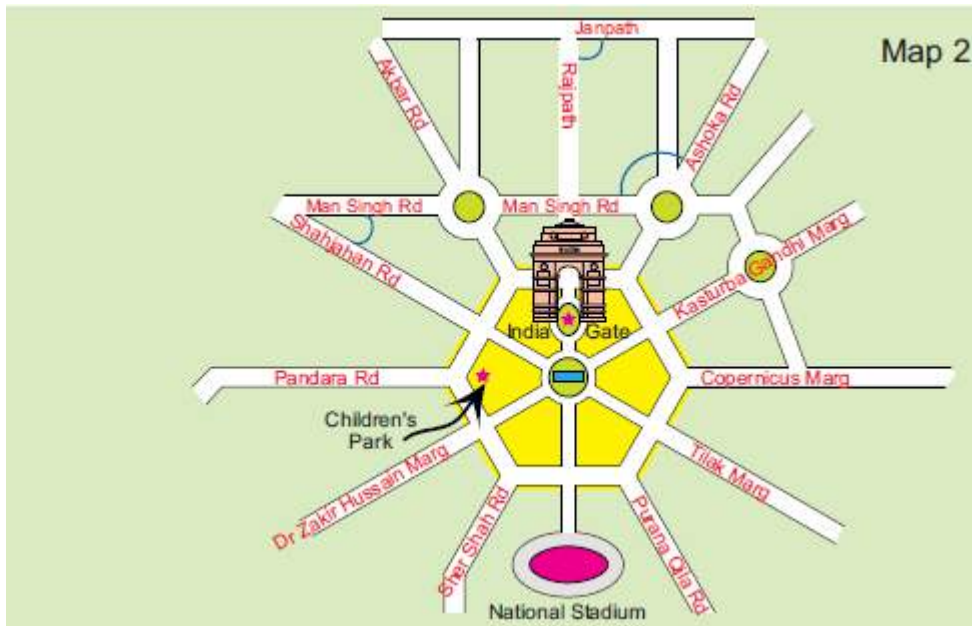 Janpath
Map 2
Akbar Rd
Rajpath
Ashoka Rd
Man Singh Rd
Man Singh Rd
Shahjahan Rd
Kasturba Gandhi Marg
India Gate
Pandara Rd
Copernicus Marg
Children's
Park
Dr Zakir Hussain Marg
Tilak Marg
Sher Shah Rd
Purana Qila Rd
National Stadium